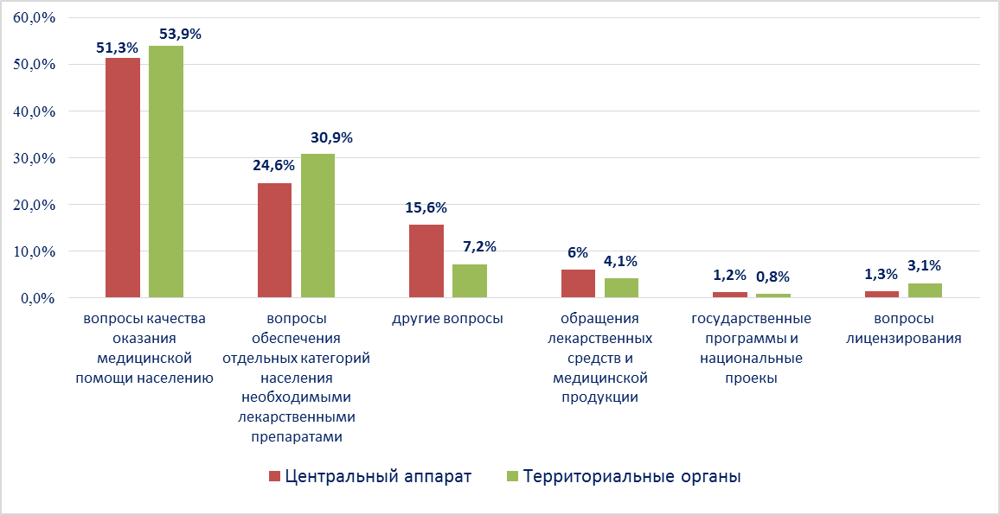 60,0%
50,0%
40,0%
30,0%
20,0%
10,0%
0,0%
51,3%
53,9%
24,6%
30,9%
15,6%
7,2%
6%
4,1%
1,2%
0,8%
1,3%
3,1%
вопросы качества
оказания
медицинской
помощи населению
вопросы
обеспечения
отдельных категорий
населения
необходимыми
лекарственными
препаратами
другие вопросы
обращения
лекарственных
средств и
медицинской
продукции
государственные
программы и
национальные
проекы
вопросы
лицензирования
Центральный аппарат
Территориальные органы